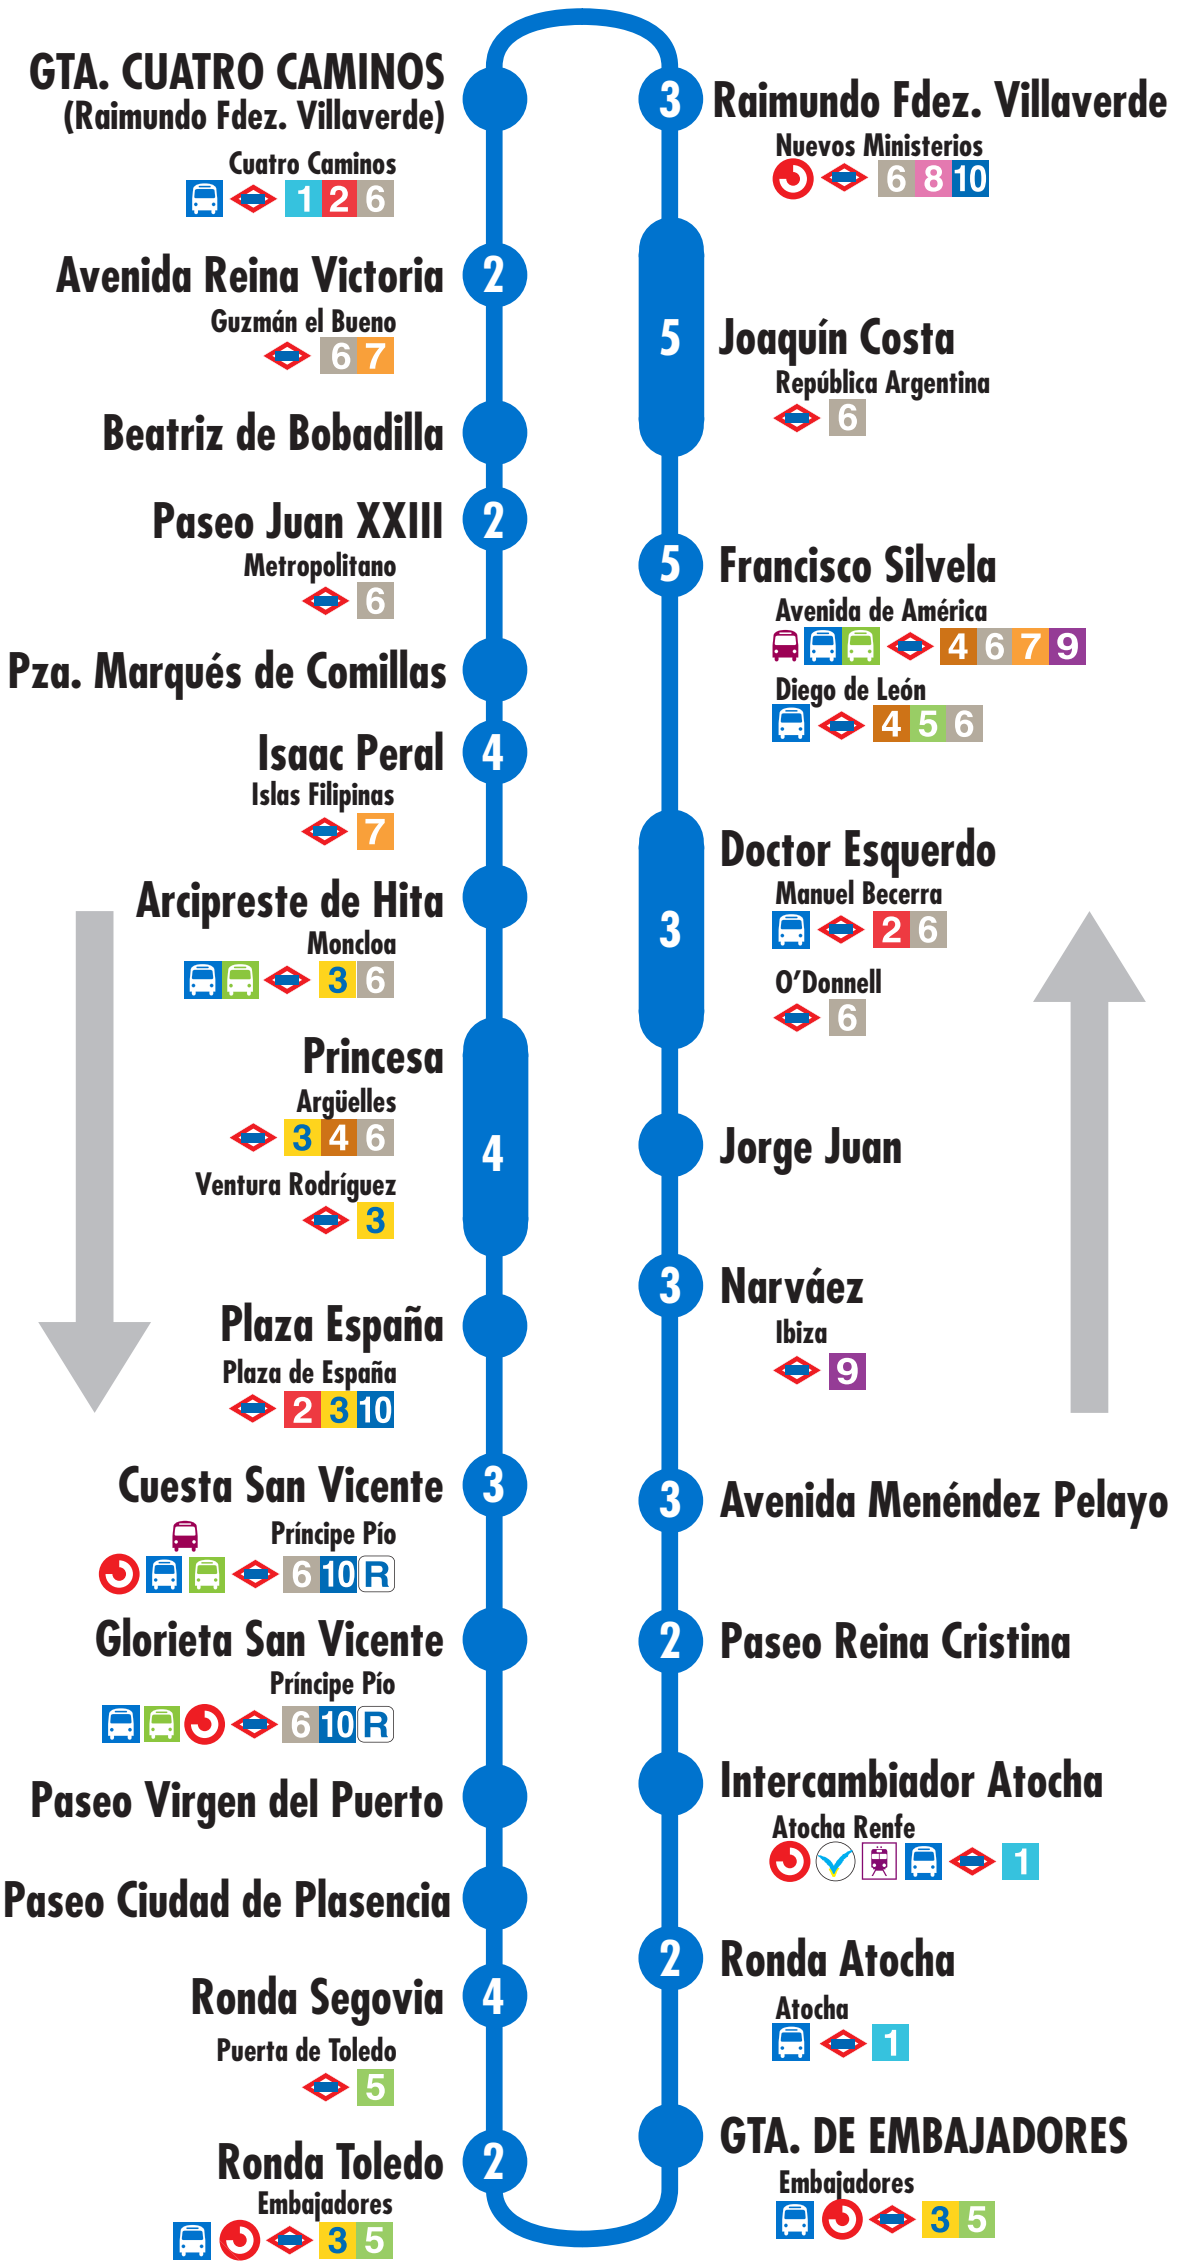 GTA. CUATRO CAMINOS
(Raimundo Fdez. Villaverde)
Cuatro Caminos
1 2 6
2 Avenida Reina Victoria
Guzmán el Bueno
6 7
Beatriz de Bobadilla
Paseo Juan XXIII 2
Metropolitano
6
Pza. Marqués de Comillas
Isaac Peral 4
Islas Filipinas
7
Arcipreste de Hita
Moncloa
3 6
Princesa
Argüelles
3 4 6
4
Ventura Rodríguez
3
Plaza España
Plaza de España
2 3 10
Cuesta San Vicente 3
Príncipe Pío
6 10 R
Glorieta San Vicente
Príncipe Pío
6 10 R
Paseo Virgen del Puerto
Paseo Ciudad de Plasencia
Ronda Segovia 4
Puerta de Toledo
5
Ronda Toledo 2
Embajadores
3 5
3 Raimundo Fdez. Villaverde
Nuevos Ministerios
6 8 10
5 Joaquín Costa
República Argentina
6
5 Francisco Silvela
Avenida de América
4 6 7 9
Diego de León
4 5 6
Doctor Esquerdo
Manuel Becerra
3
2 6
O'Donnell
6
Jorge Juan
3 Narváez
Ibiza
9
3 Avenida Menéndez Pelayo
2 Paseo Reina Cristina
Intercambiador Atocha
Atocha Renfe
1
2 Ronda Atocha
Atocha
1
GTA. DE EMBAJADORES
Embajadores
3 5